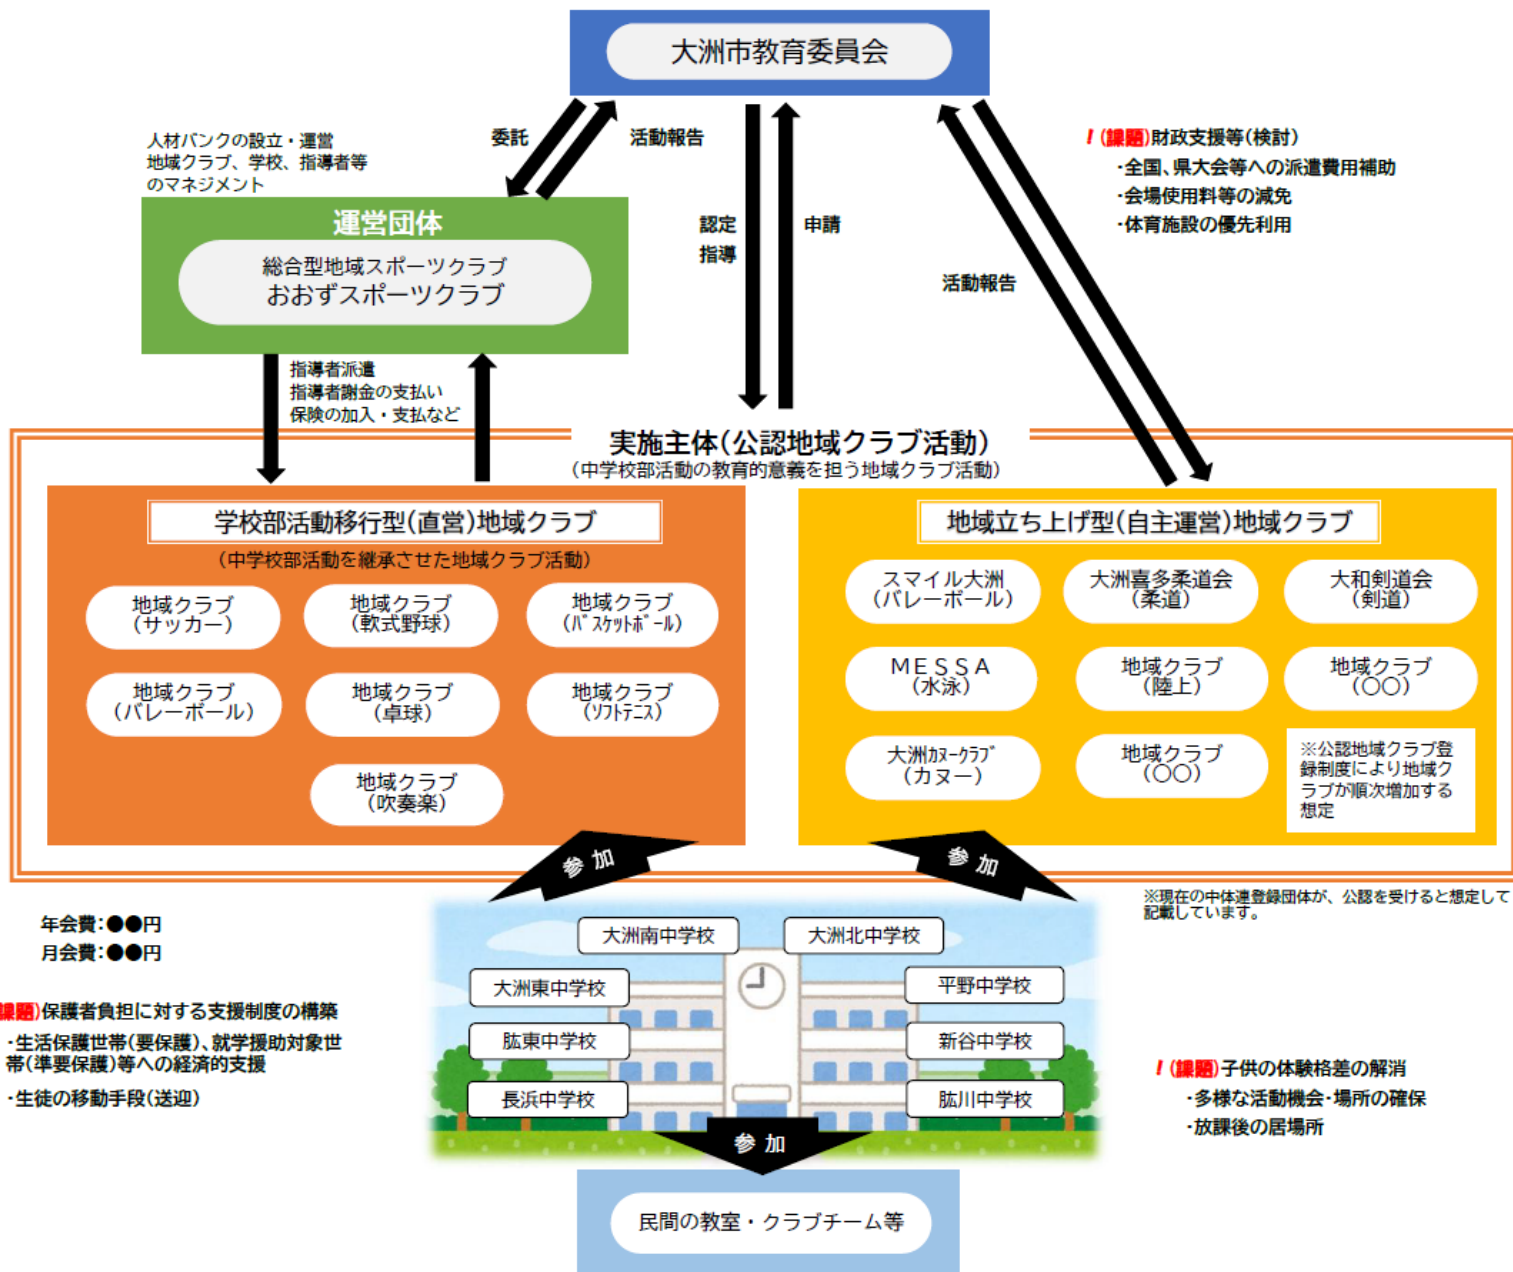 大洲市教育委員会
委託
活動報告
人材バンクの設立・運営
地域クラブ、学校、指導者等
のマネジメント
!(課題)財政支援等(検討)
・全国、県大会等への派遣費用補助
・会場使用料等の減免
・体育施設の優先利用
運営団体
総合型地域スポーツクラブ
おおずスポーツクラブ
認定
指導
申請
活動報告
指導者派遣
指導者謝金の支払い
保険の加入・支払など
実施主体(公認地域クラブ活動)
(中学校部活動の教育的意義を担う地域クラブ活動)
学校部活動移行型(直営)地域クラブ
(中学校部活動を継承させた地域クラブ活動)
地域クラブ
(サッカー)
地域クラブ
(軟式野球)
地域クラブ
(バスケットボール)
地域クラブ
(バレーボール)
地域クラブ
(卓球)
地域クラブ
(ソフトテニス)
地域クラブ
(吹奏楽)
地域立ち上げ型(自主運営)地域クラブ
スマイル大洲
(バレーボール)
大洲喜多柔道会
(柔道)
大和剣道会
(剣道)
MESSA
(水泳)
地域クラブ
(陸上)
地域クラブ
(〇〇)
大洲カヌークラブ
(カヌー)
地域クラブ
(〇〇)
※公認地域クラブ登
録制度により地域ク
ラブが順次増加する
想定
参加
参加
※現在の中体連登録団体が、公認を受けると想定して
記載しています。
年会費:●●円
月会費:●●円
課題)保護者負担に対する支援制度の構築
・生活保護世帯(要保護)、就学援助対象世
帯(準要保護)等への経済的支援
・生徒の移動手段(送迎)
大洲南中学校
大洲北中学校
大洲東中学校
平野中学校
肱東中学校
新谷中学校
長浜中学校
肱川中学校
!(課題)子供の体験格差の解消
・多様な活動機会・場所の確保
・放課後の居場所
参加
民間の教室・クラブチーム等